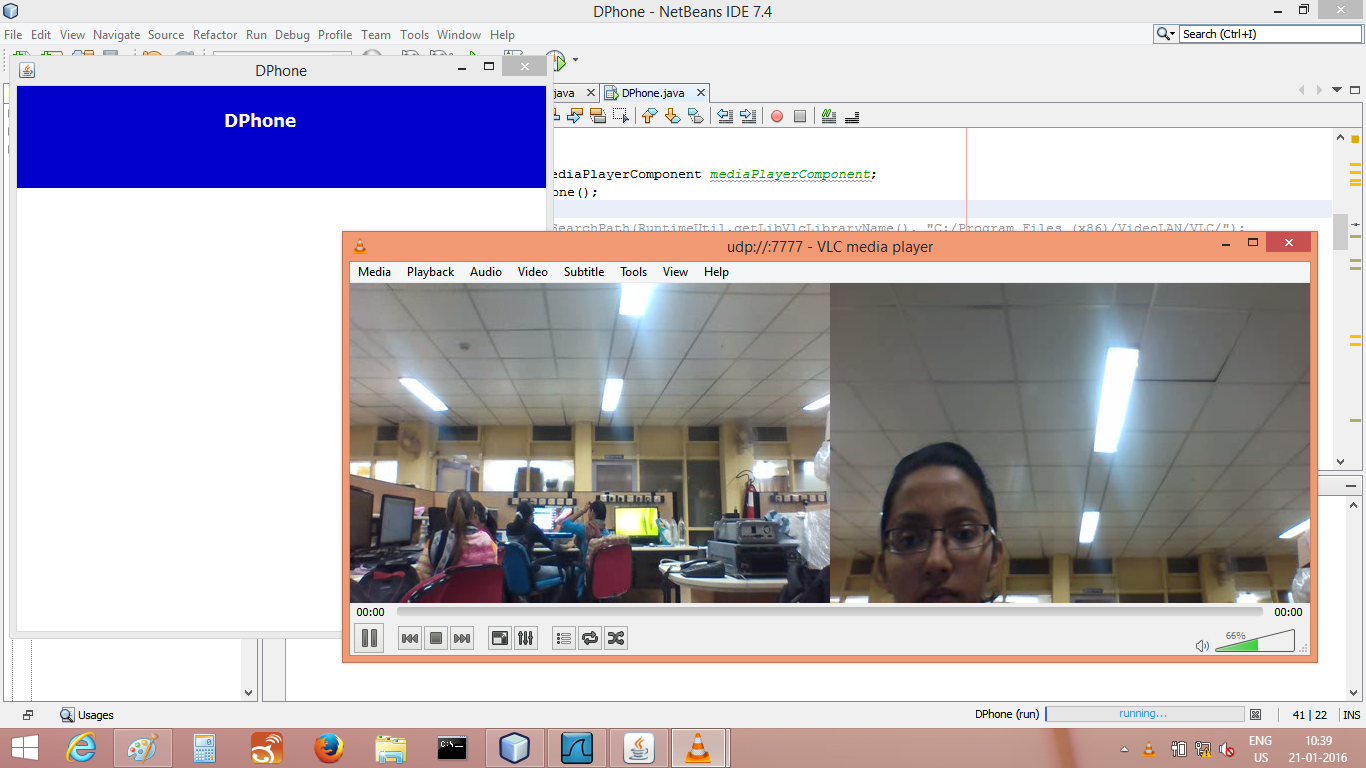 DPhone - NetBeans IDE 7.4
File Edit View Navigate Source Refactor Run Debug Profile Team Tools Window Help
Search (Ctrl+I)
DPhone
java DPhone.java
DPhone
ediaPlayerComponent mediaPlayerComponent;
one();
SearchPath(RuntimeUtil.getLibVlcLibraryName(), "C:/Program Files (x86)/VideoLAN/VLC/");
udp://:7777 - VLC media player
Media Playback Audio Video Subtitle Tools View Help
00:00 00:00
66%
Usages
DPhone (run) running... 41 | 22 INS
C:\_
ENG 10:39
US 21-01-2016